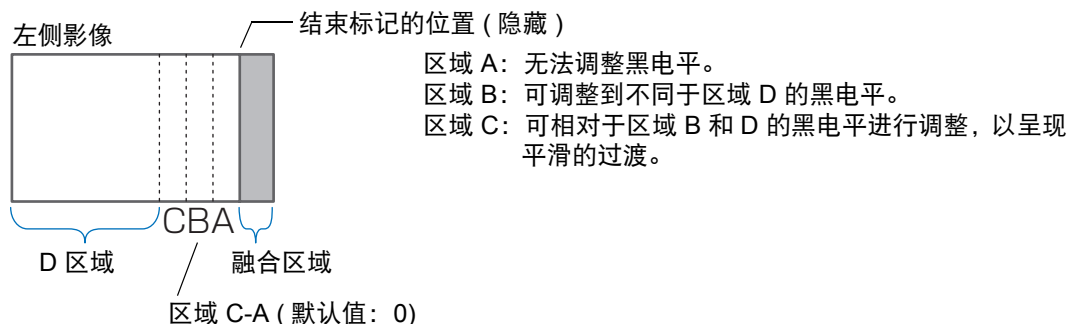 结束标记的位置 ( 隐藏 )
左侧影像
区域 A：无法调整黑电平。
区域 B：可调整到不同于区域 D 的黑电平。
区域 C：可相对于区域 B 和 D 的黑电平进行调整，以呈现
平滑的过渡。
CBA
D 区域
融合区域
区域 C-A ( 默认值：0)